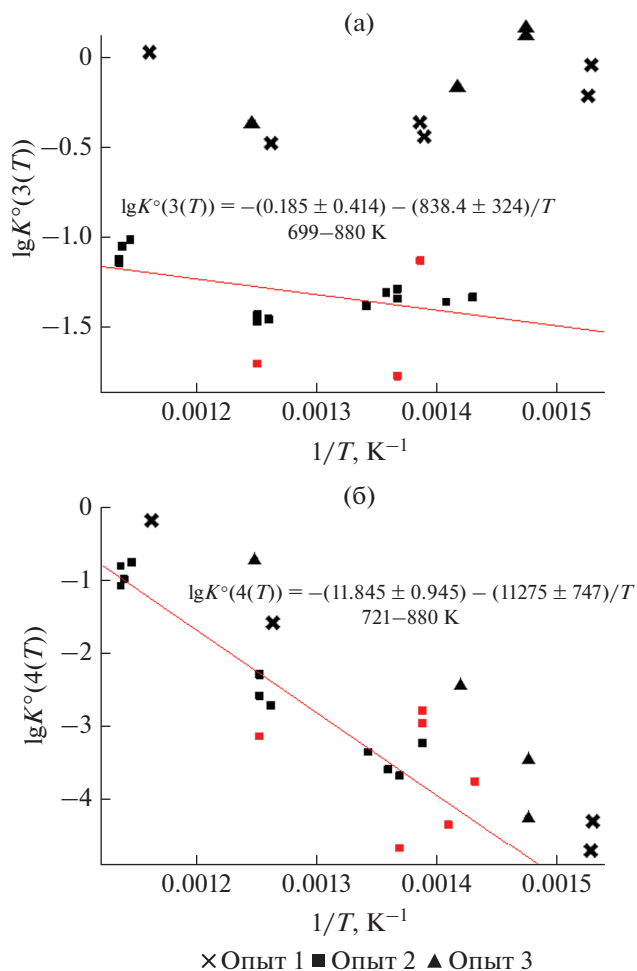 (а)
0
−0.5
−1.0
−1.5
lgK°(3(T))
lgK°(3(T)) = −(0.185 ± 0.414) − (838.4 ± 324)/T
699–880 K
0.0012 0.0013 0.0014 0.0015
1/T, K⁻¹
(б)
0
−1
−2
−3
−4
lgK°(4(T))
lgK°(4(T)) = −(11.845 ± 0.945) − (11275 ± 747)/T
721–880 K
0.0012 0.0013 0.0014 0.0015
1/T, K⁻¹
Опыт 1 Опыт 2 Опыт 3